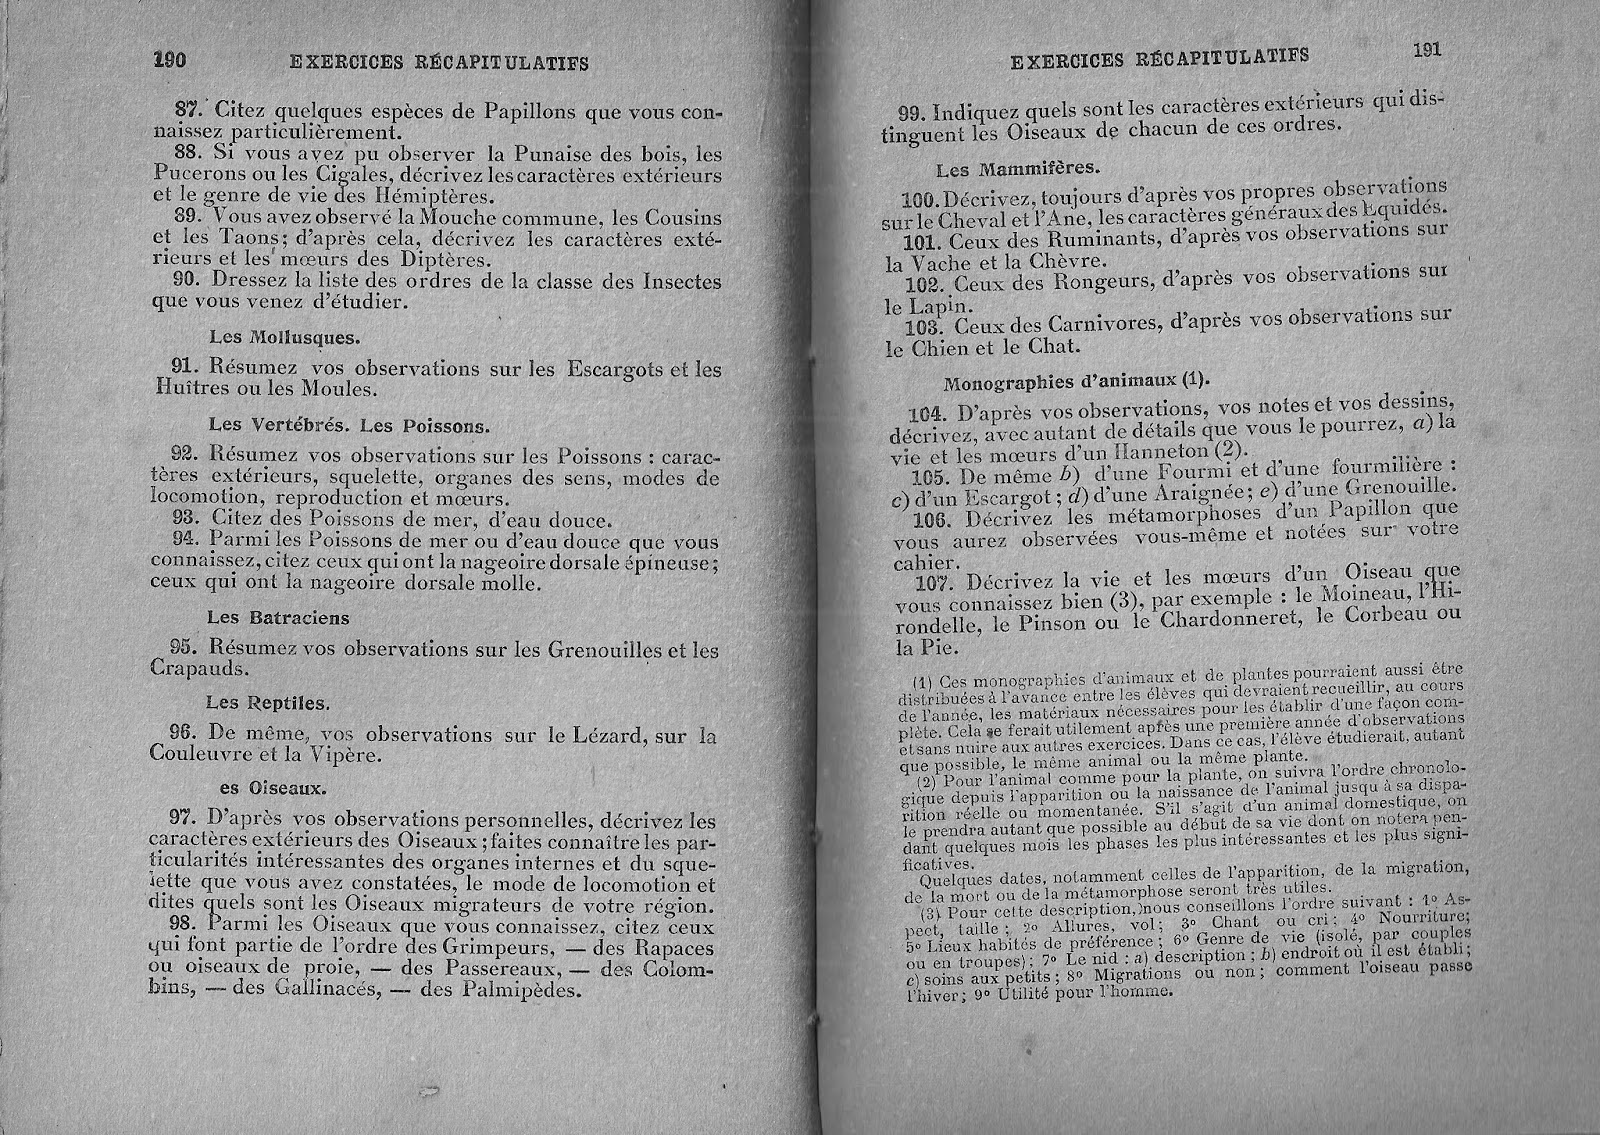 190 EXERCICES RÉCAPITULATIFS
87. Citez quelques espèces de Papillons que vous con-
naissez particulièrement.
88. Si vous avez pu observer la Punaise des bois, les
Pucerons ou les Cigales, décrivez les caractères extérieurs
et le genre de vie des Hémiptères.
89. Vous avez observé la Mouche commune, les Cousins
et les Taons; d'après cela, décrivez les caractères exté-
rieurs et les mœurs des Diptères.
90. Dressez la liste des ordres de la classe des Insectes
que vous venez d'étudier.
Les Mollusques.
91. Résumez vos observations sur les Escargots et les
Huîtres ou les Moules.
Les Vertébrés. Les Poissons.
92. Résumez vos observations sur les Poissons : carac-
tères extérieurs, squelette, organes des sens, modes de
locomotion, reproduction et mœurs.
93. Citez des Poissons de mer, d'eau douce.
94. Parmi les Poissons de mer ou d'eau douce que vous
connaissez, citez ceux qui ont la nageoire dorsale épineuse;
ceux qui ont la nageoire dorsale molle.
Les Batraciens
95. Résumez vos observations sur les Grenouilles et les
Crapauds.
Les Reptiles.
96. De même, vos observations sur le Lézard, sur la
Couleuvre et la Vipère.
es Oiseaux.
97. D'après vos observations personnelles, décrivez les
caractères extérieurs des Oiseaux; faites connaître les par-
ticularités intéressantes des organes internes et du sque-
lette que vous avez constatées, le mode de locomotion et
dites quels sont les Oiseaux migrateurs de votre région.
98. Parmi les Oiseaux que vous connaissez, citez ceux
qui font partie de l'ordre des Grimpeurs, — des Rapaces
ou oiseaux de proie, — des Passereaux, — des Colom-
bins, — des Gallinacés, — des Palmipèdes.
EXERCICES RÉCAPITULATIFS 191
99. Indiquez quels sont les caractères extérieurs qui dis-
tinguent les Oiseaux de chacun de ces ordres.
Les Mammifères.
100. Décrivez, toujours d'après vos propres observations
sur le Cheval et l'Ane, les caractères généraux des Equidés.
101. Ceux des Ruminants, d'après vos observations sur
la Vache et la Chèvre.
102. Ceux des Rongeurs, d'après vos observations sur
le Lapin.
103. Ceux des Carnivores, d'après vos observations sur
le Chien et le Chat.
Monographies d'animaux (1).
104. D'après vos observations, vos notes et vos dessins,
décrivez, avec autant de détails que vous le pourrez, a) la
vie et les mœurs d'un Hanneton (2).
105. De même b) d'une Fourmi et d'une fourmilière :
c) d'un Escargot; d) d'une Araignée; e) d'une Grenouille.
106. Décrivez les métamorphoses d'un Papillon que
vous aurez observées vous-même et notées sur votre
cahier.
107. Décrivez la vie et les mœurs d'un Oiseau que
vous connaissez bien (3), par exemple : le Moineau, l'Hi-
rondelle, le Pinson ou le Chardonneret, le Corbeau ou
la Pie.
(1) Ces monographies d'animaux et de plantes pourraient aussi être
distribuées à l'avance entre les élèves qui devraient recueillir, au cours
de l'année, les matériaux nécessaires pour les établir d'une façon com-
plète. Cela se ferait utilement après une première année d'observations
et sans nuire aux autres exercices. Dans ce cas, l'élève étudierait, autant
que possible, le même animal ou la même plante.
(2) Pour l'animal comme pour la plante, on suivra l'ordre chronolo-
gique depuis l'apparition ou la naissance de l'animal jusqu'à sa dispa-
rition réelle ou momentanée. S'il s'agit d'un animal domestique, on
le prendra autant que possible au début de sa vie dont on notera pen-
dant quelques mois les phases les plus intéressantes et les plus signi-
ficatives.
Quelques dates, notamment celles de l'apparition, de la migration,
de la mort ou de la métamorphose seront très utiles.
(3) Pour cette description, nous conseillons l'ordre suivant : 1º As-
pect, taille; 2º Allures, vol; 3º Chant ou cri; 4º Nourriture;
5º Lieux habités de préférence; 6º Genre de vie (isolé, par couples
ou en troupes); 7º Le nid : a) description; b) endroit où il est établi;
c) soins aux petits; 8º Migrations ou non; comment l'oiseau passe
l'hiver; 9º Utilité pour l'homme.